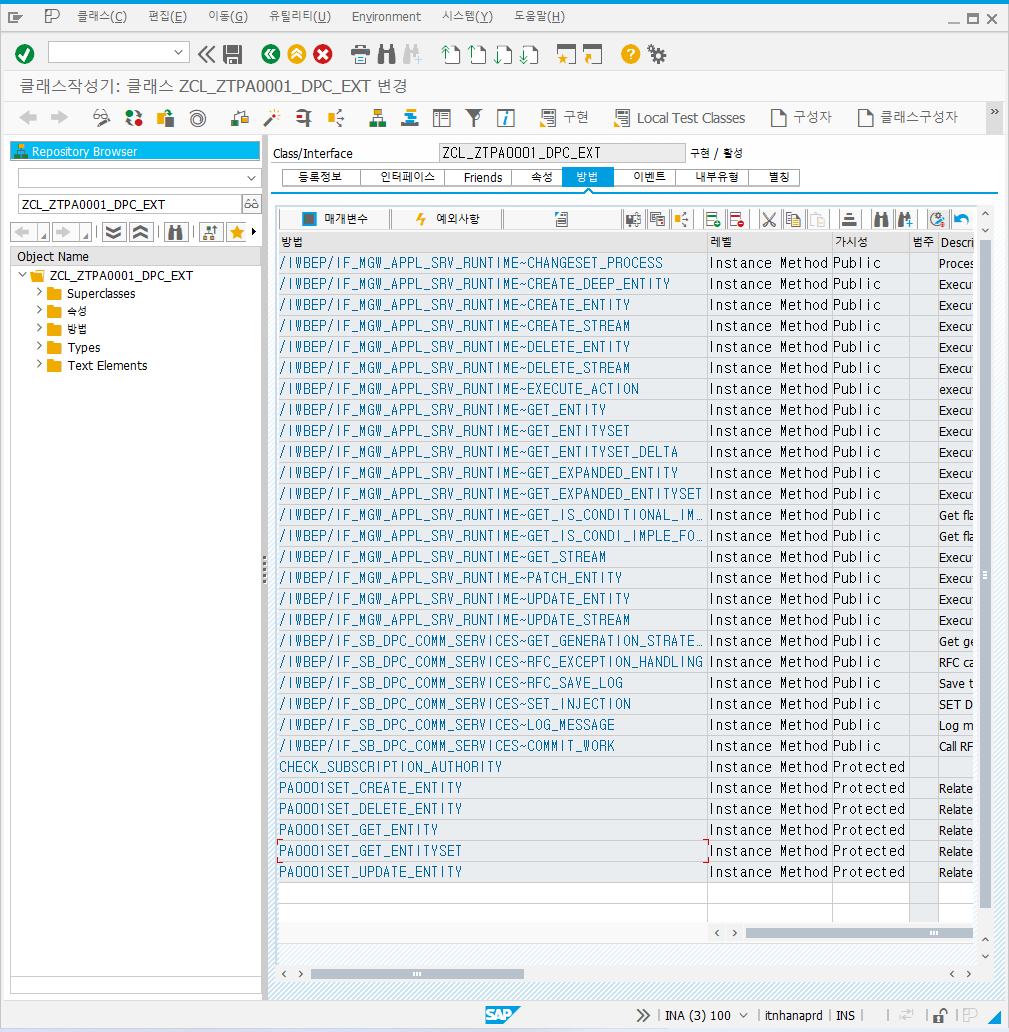 클래스(C) 편집(E) 이동(G) 유틸리티(U) Environment 시스템(Y) 도움말(H)
클래스작성기: 클래스 ZCL_ZTPA0001_DPC_EXT 변경
구현 Local Test Classes 구성자 클래스구성자
Repository Browser
ZCL_ZTPA0001_DPC_EXT
Object Name
ZCL_ZTPA0001_DPC_EXT
Superclasses
속성
방법
Types
Text Elements
Class/Interface ZCL_ZTPA0001_DPC_EXT 구현 / 활성
등록정보 인터페이스 Friends 속성 방법 이벤트 내부유형 별칭
매개변수 예외사항
방법 레벨 가시성 범주 Descri
/IWBEP/IF_MGW_APPL_SRV_RUNTIME~CHANGESET_PROCESS Instance Method Public Proces
/IWBEP/IF_MGW_APPL_SRV_RUNTIME~CREATE_DEEP_ENTITY Instance Method Public Execu
/IWBEP/IF_MGW_APPL_SRV_RUNTIME~CREATE_ENTITY Instance Method Public Execu
/IWBEP/IF_MGW_APPL_SRV_RUNTIME~CREATE_STREAM Instance Method Public Execu
/IWBEP/IF_MGW_APPL_SRV_RUNTIME~DELETE_ENTITY Instance Method Public Execu
/IWBEP/IF_MGW_APPL_SRV_RUNTIME~DELETE_STREAM Instance Method Public Execu
/IWBEP/IF_MGW_APPL_SRV_RUNTIME~EXECUTE_ACTION Instance Method Public execu
/IWBEP/IF_MGW_APPL_SRV_RUNTIME~GET_ENTITY Instance Method Public Execu
/IWBEP/IF_MGW_APPL_SRV_RUNTIME~GET_ENTITYSET Instance Method Public Execu
/IWBEP/IF_MGW_APPL_SRV_RUNTIME~GET_ENTITYSET_DELTA Instance Method Public Execu
/IWBEP/IF_MGW_APPL_SRV_RUNTIME~GET_EXPANDED_ENTITY Instance Method Public Execu
/IWBEP/IF_MGW_APPL_SRV_RUNTIME~GET_EXPANDED_ENTITYSET Instance Method Public Execu
/IWBEP/IF_MGW_APPL_SRV_RUNTIME~GET_IS_CONDITIONAL_IM… Instance Method Public Get fla
/IWBEP/IF_MGW_APPL_SRV_RUNTIME~GET_IS_CONDI_IMPLE_FO… Instance Method Public Get fla
/IWBEP/IF_MGW_APPL_SRV_RUNTIME~GET_STREAM Instance Method Public Execu
/IWBEP/IF_MGW_APPL_SRV_RUNTIME~PATCH_ENTITY Instance Method Public Execu
/IWBEP/IF_MGW_APPL_SRV_RUNTIME~UPDATE_ENTITY Instance Method Public Execu
/IWBEP/IF_MGW_APPL_SRV_RUNTIME~UPDATE_STREAM Instance Method Public Execu
/IWBEP/IF_SB_DPC_COMM_SERVICES~GET_GENERATION_STRATE… Instance Method Public Get ge
/IWBEP/IF_SB_DPC_COMM_SERVICES~RFC_EXCEPTION_HANDLING Instance Method Public RFC ca
/IWBEP/IF_SB_DPC_COMM_SERVICES~RFC_SAVE_LOG Instance Method Public Save t
/IWBEP/IF_SB_DPC_COMM_SERVICES~SET_INJECTION Instance Method Public SET D
/IWBEP/IF_SB_DPC_COMM_SERVICES~LOG_MESSAGE Instance Method Public Log m
/IWBEP/IF_SB_DPC_COMM_SERVICES~COMMIT_WORK Instance Method Public Call RF
CHECK_SUBSCRIPTION_AUTHORITY Instance Method Protected
PA0001SET_CREATE_ENTITY Instance Method Protected Relate
PA0001SET_DELETE_ENTITY Instance Method Protected Relate
PA0001SET_GET_ENTITY Instance Method Protected Relate
PA0001SET_GET_ENTITYSET Instance Method Protected Relate
PA0001SET_UPDATE_ENTITY Instance Method Protected Relate
SAP INA (3) 100 itnhanaprd INS